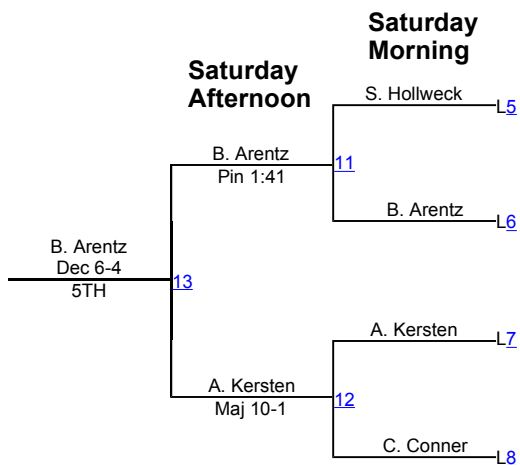 Saturday
Morning
Saturday
Afternoon
S. Hollweck
L5
B. Arentz
Pin 1:41
11
B. Arentz
L6
B. Arentz
Dec 6-4
5TH
13
A. Kersten
L7
A. Kersten
Maj 10-1
12
C. Conner
L8